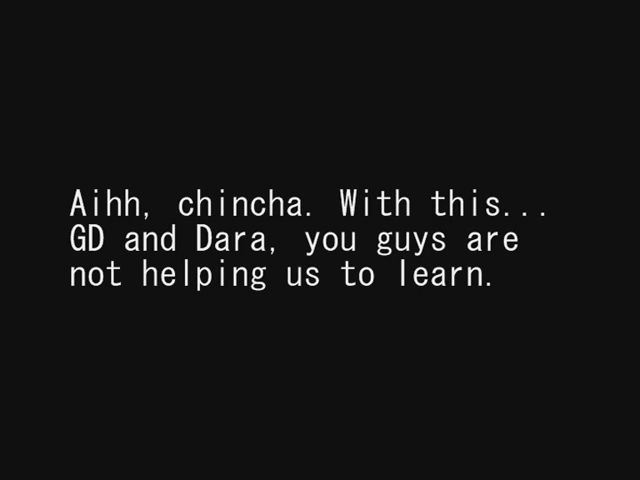 Aihh, chincha. With this...
GD and Dara, you guys are
not helping us to learn.